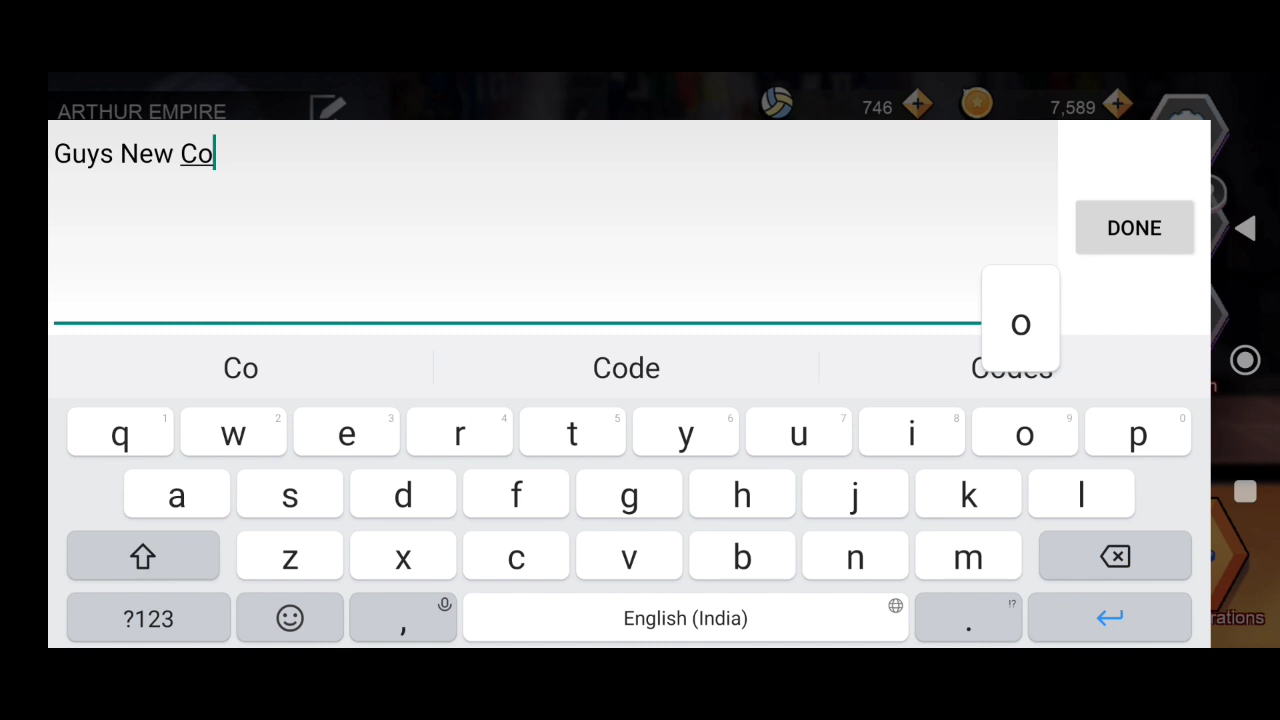 ARTHUR EMPIRE
746
7,589
Guys New Co
DONE
o
Co
Code
q 1 w 2 e 3 r 4 t 5 y 6 u 7 i 8 o 9 p 0
a s d f g h j k l
z x c v b n m
?123 , English (India) . !?
rations